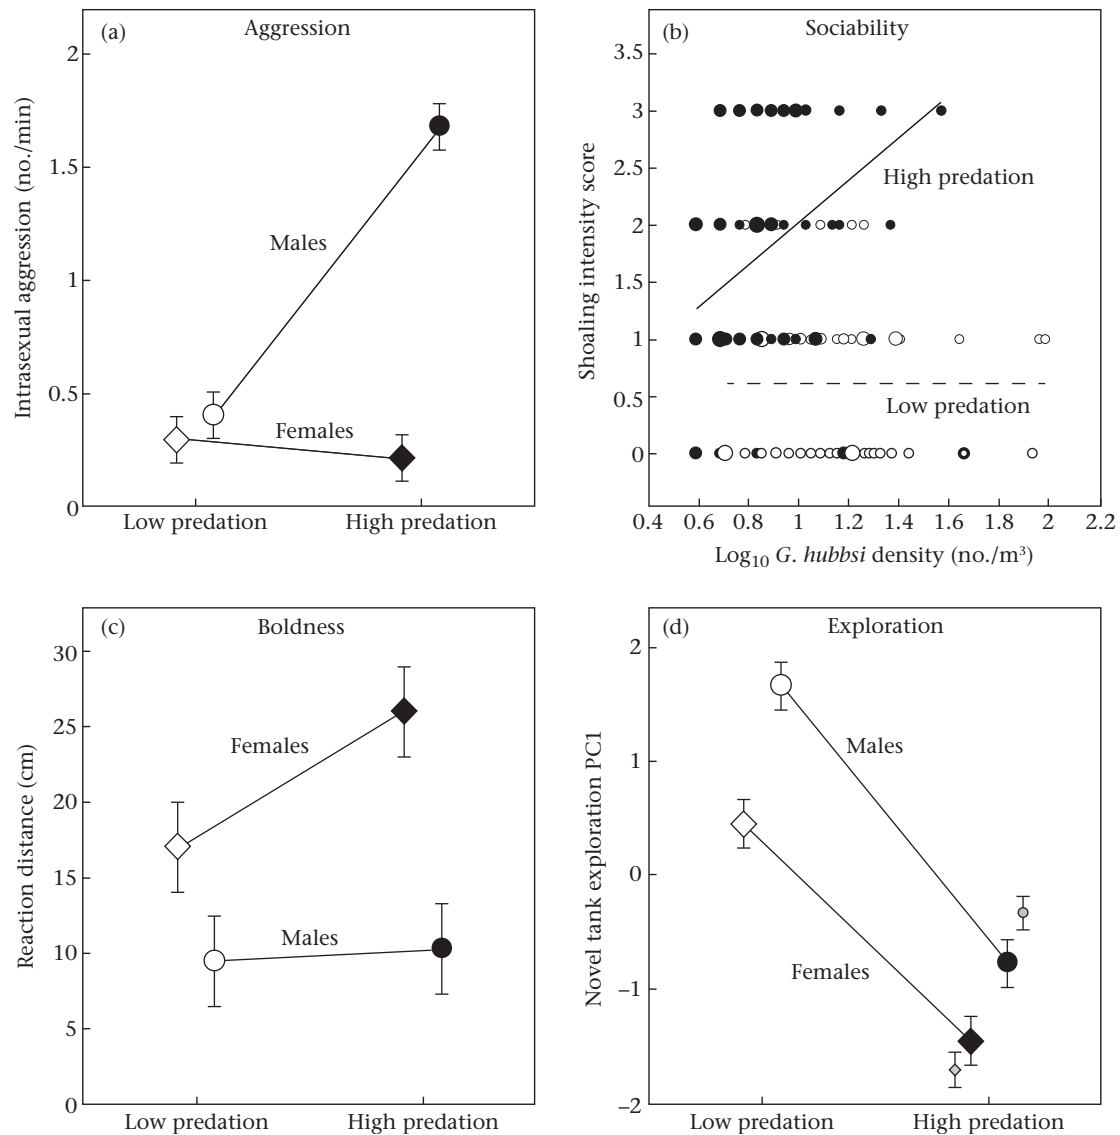 (a)
Aggression
2
1.5
1
0.5
0
Intrasexual aggression (no./min)
Males
Females
Low predation
High predation
(b)
Sociability
3.5
3
2.5
2
1.5
1
0.5
0
Shoaling intensity score
High predation
Low predation
0.4 0.6 0.8 1 1.2 1.4 1.6 1.8 2 2.2
Log₁₀ G. hubbsi density (no./m³)
(c)
Boldness
30
25
20
15
10
5
0
Reaction distance (cm)
Females
Males
Low predation
High predation
(d)
Exploration
2
1
0
−1
−2
Novel tank exploration PC1
Males
Females
Low predation
High predation